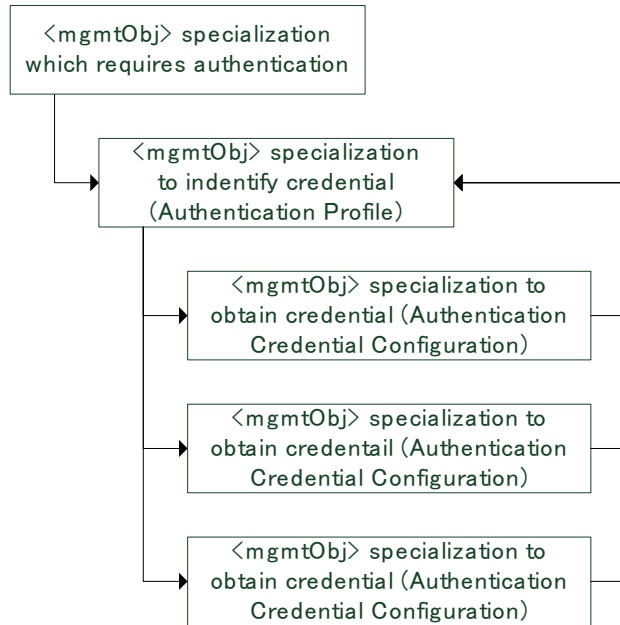 <mgmtObj> specialization
which requires authentication
<mgmtObj> specialization
to indentify credential
(Authentication Profile)
<mgmtObj> specialization to
obtain credential (Authentication
Credential Configuration)
<mgmtObj> specialization to
obtain credentail (Authentication
Credential Configuration)
<mgmtObj> specialization to
obtain credential (Authentication
Credential Configuration)